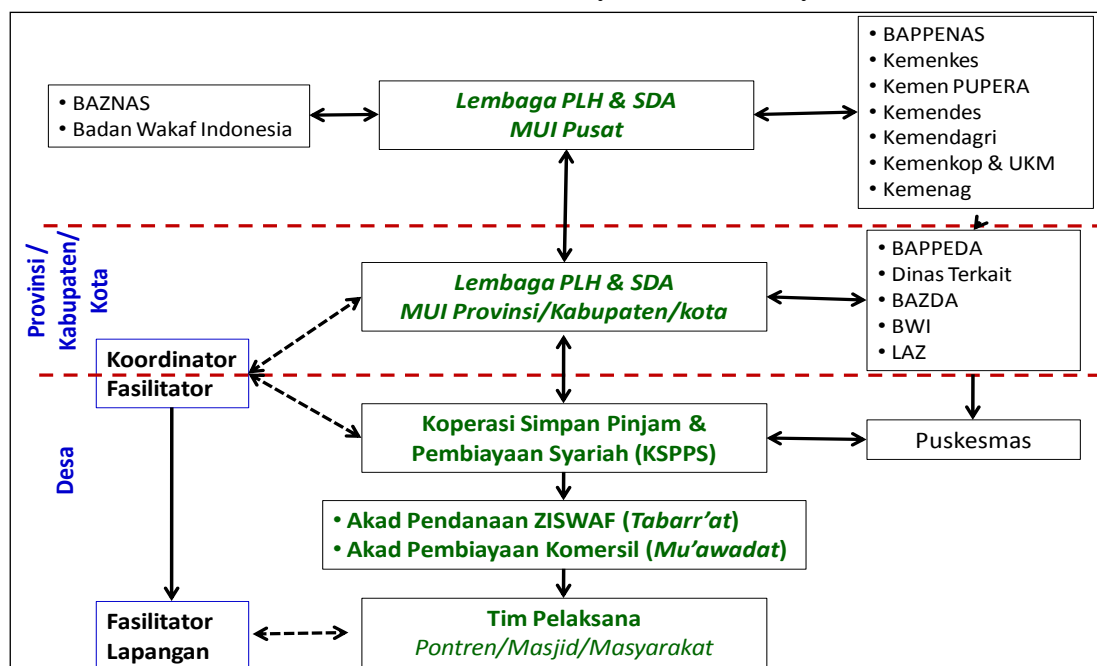 • BAZNAS
• Badan Wakaf Indonesia
Lembaga PLH & SDA
MUI Pusat
• BAPPENAS
• Kemenkes
• Kemen PUPERA
• Kemendes
• Kemendagri
• Kemenkop & UKM
• Kemenag
Provinsi/
Kabupaten/
Kota
Lembaga PLH & SDA
MUI Provinsi/Kabupaten/kota
• BAPPEDA
• Dinas Terkait
• BAZDA
• BWI
• LAZ
Koordinator
Fasilitator
Desa
Koperasi Simpan Pinjam &
Pembiayaan Syariah (KSPPS)
Puskesmas
• Akad Pendanaan ZISWAF (Tabarr'at)
• Akad Pembiayaan Komersil (Mu'awadat)
Fasilitator
Lapangan
Tim Pelaksana
Pontren/Masjid/Masyarakat